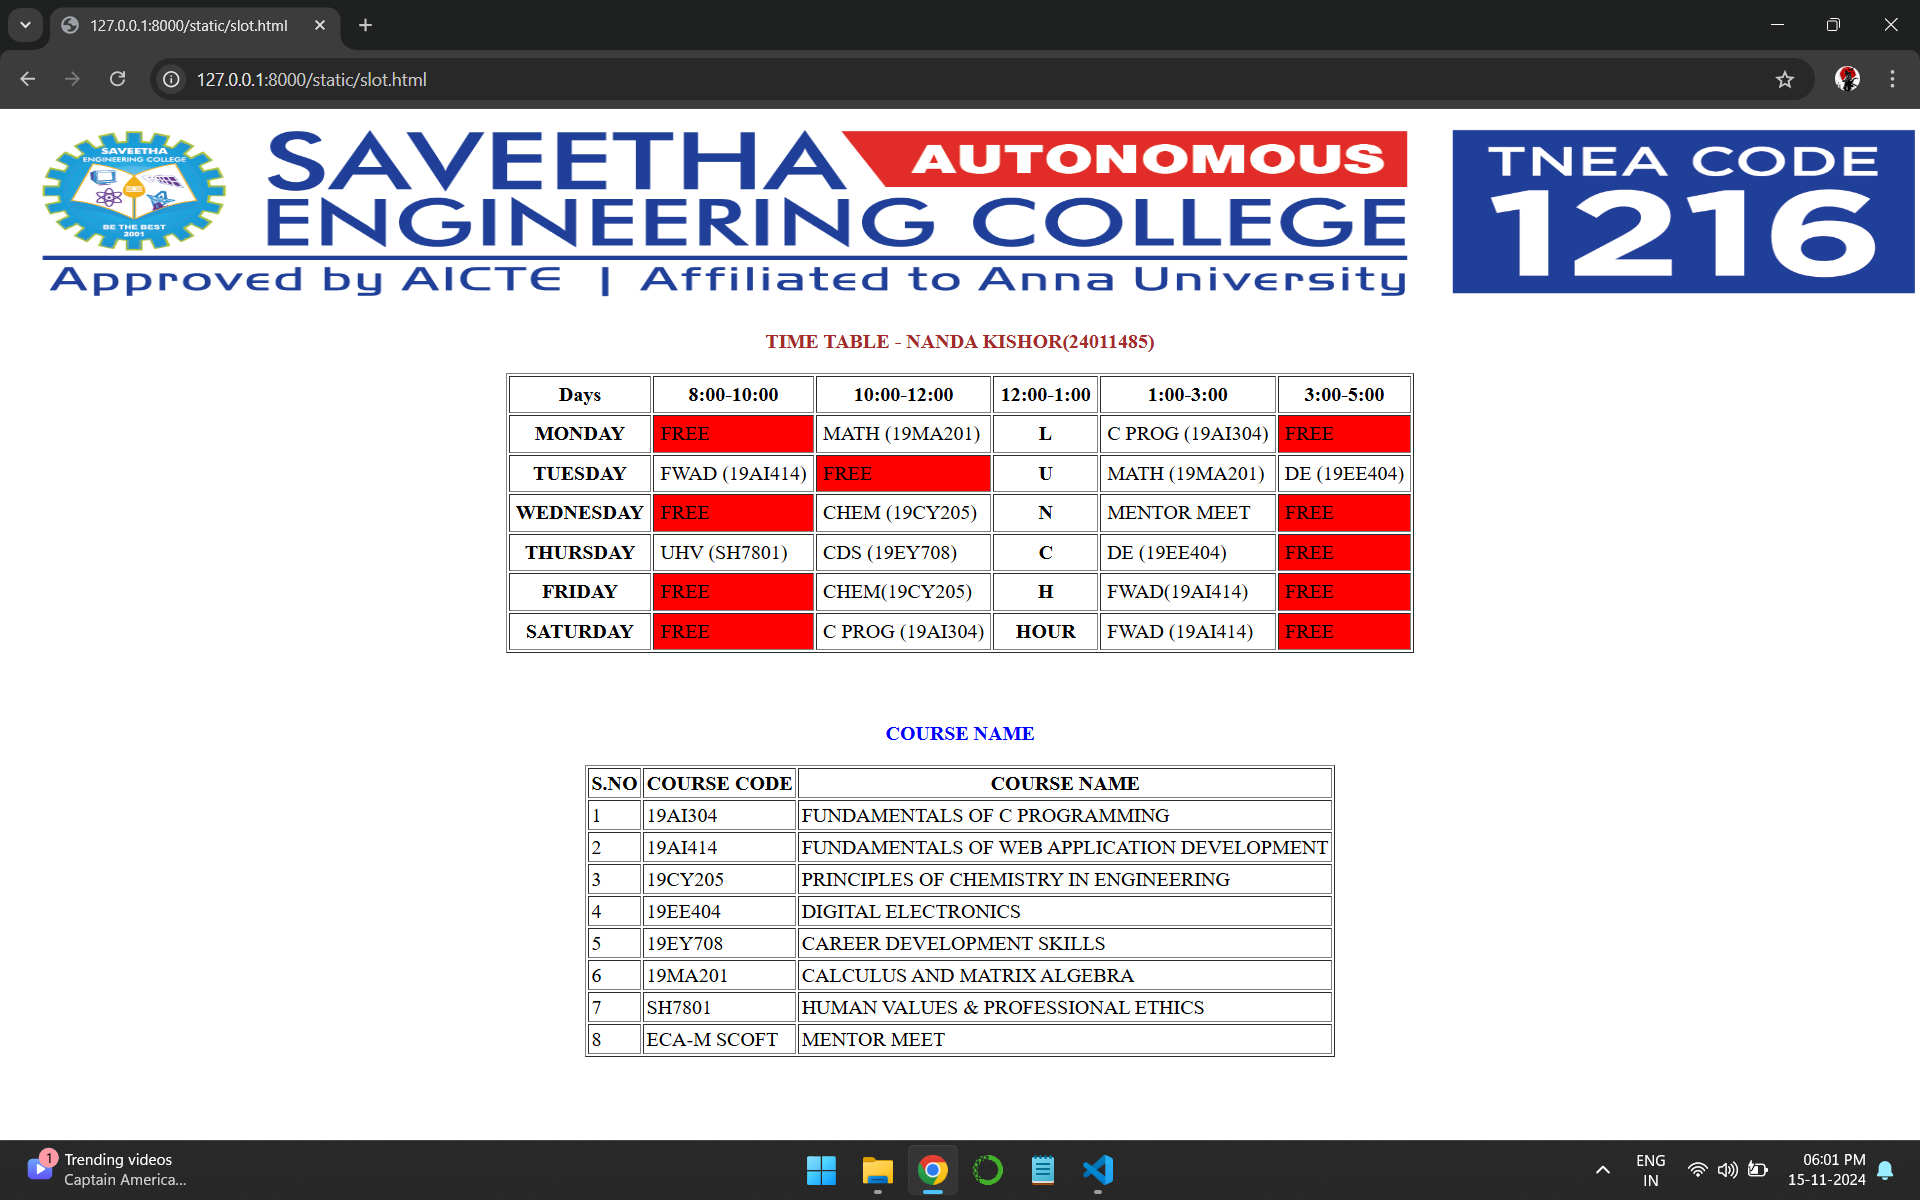 127.0.0.1:8000/static/slot.html
127.0.0.1:8000/static/slot.html
SAVEETHA
ENGINEERING COLLEGE
BE THE BEST
2001
SAVEETHA AUTONOMOUS
ENGINEERING COLLEGE
Approved by AICTE | Affiliated to Anna University
TNEA CODE
1216
TIME TABLE - NANDA KISHOR(24011485)
Days 8:00-10:00 10:00-12:00 12:00-1:00 1:00-3:00 3:00-5:00
MONDAY FREE MATH (19MA201) L C PROG (19AI304) FREE
TUESDAY FWAD (19AI414) FREE U MATH (19MA201) DE (19EE404)
WEDNESDAY FREE CHEM (19CY205) N MENTOR MEET FREE
THURSDAY UHV (SH7801) CDS (19EY708) C DE (19EE404) FREE
FRIDAY FREE CHEM(19CY205) H FWAD(19AI414) FREE
SATURDAY FREE C PROG (19AI304) HOUR FWAD (19AI414) FREE
COURSE NAME
S.NO COURSE CODE COURSE NAME
1 19AI304 FUNDAMENTALS OF C PROGRAMMING
2 19AI414 FUNDAMENTALS OF WEB APPLICATION DEVELOPMENT
3 19CY205 PRINCIPLES OF CHEMISTRY IN ENGINEERING
4 19EE404 DIGITAL ELECTRONICS
5 19EY708 CAREER DEVELOPMENT SKILLS
6 19MA201 CALCULUS AND MATRIX ALGEBRA
7 SH7801 HUMAN VALUES & PROFESSIONAL ETHICS
8 ECA-M SCOFT MENTOR MEET
1
Trending videos
Captain America...
ENG
IN
06:01 PM
15-11-2024